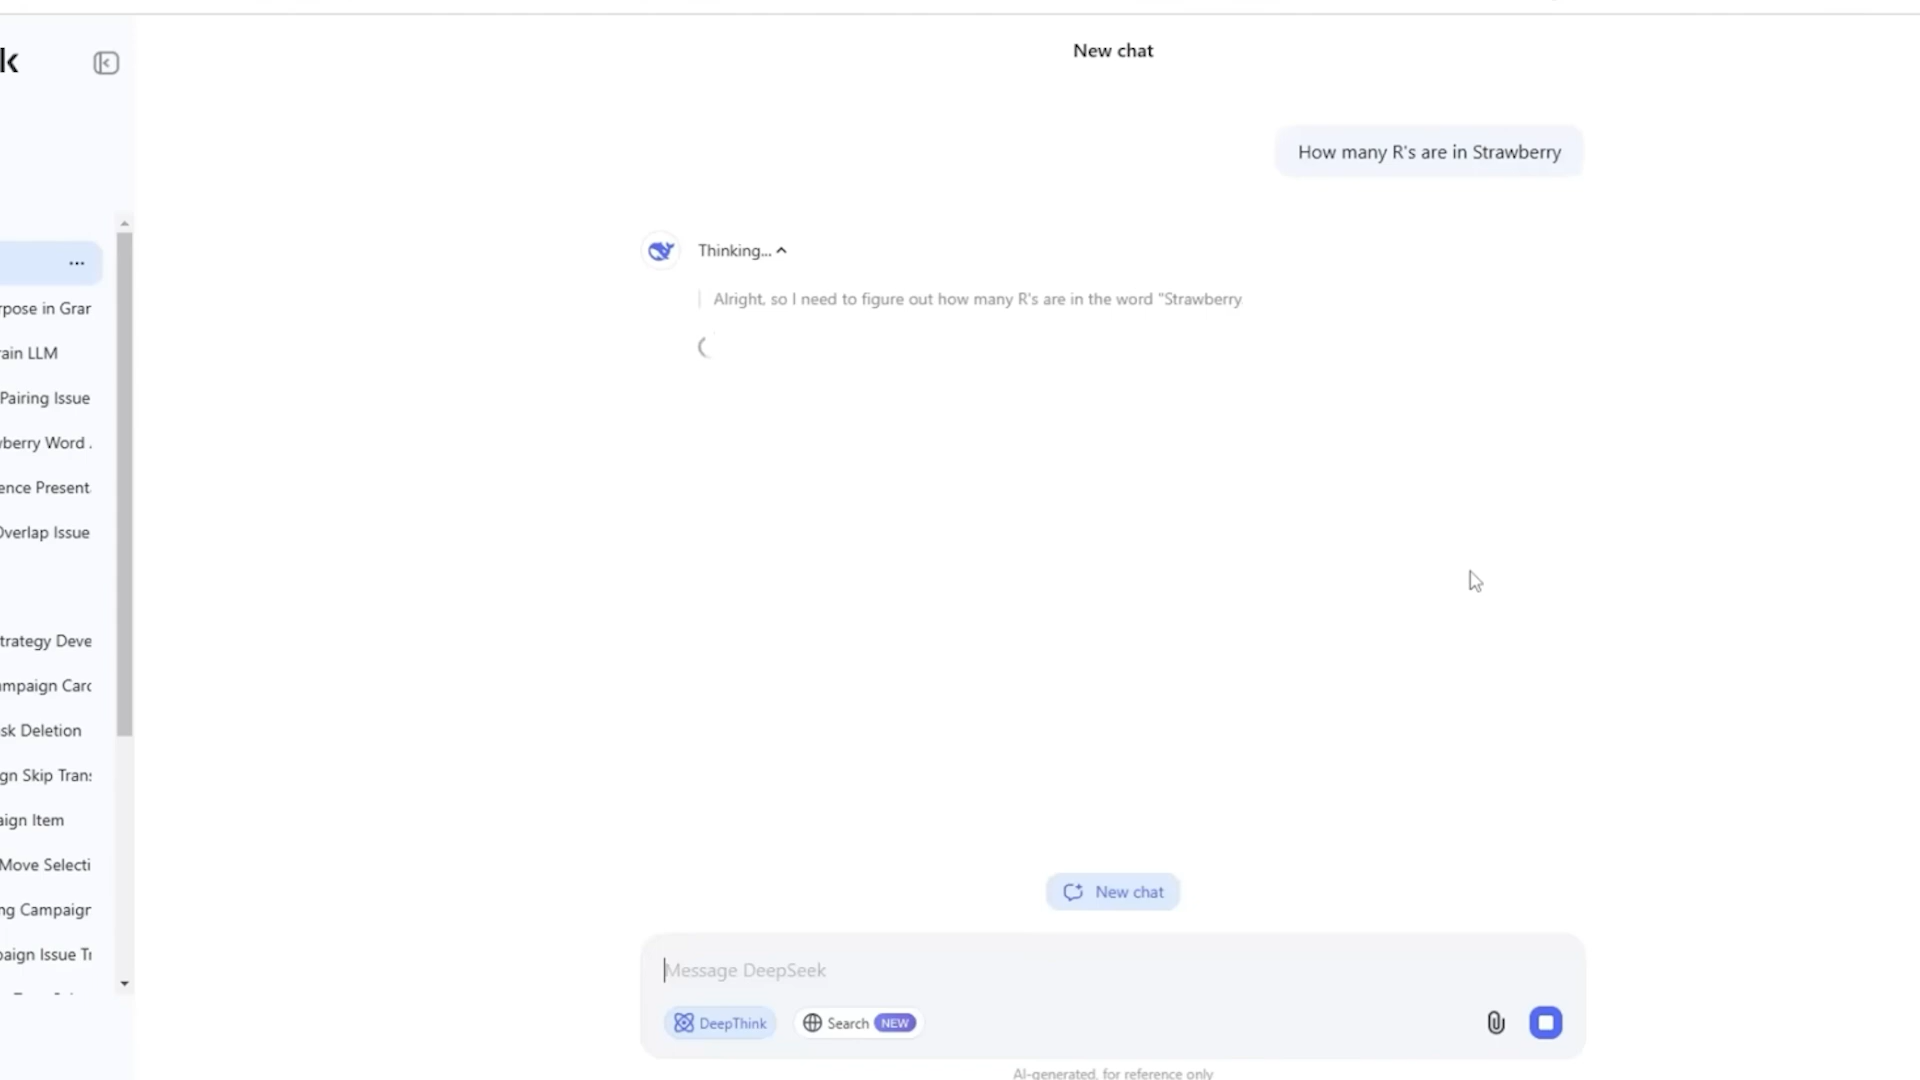 k
New chat
How many R's are in Strawberry
Thinking...
Alright, so I need to figure out how many R's are in the word "Strawberry
...
rpose in Grar
rain LLM
Pairing Issue
berry Word .
ence Present
Overlap Issue
trategy Deve
mpaign Carc
sk Deletion
gn Skip Trans
aign Item
Move Selecti
ng Campaigr
paign Issue Tr
New chat
Message DeepSeek
DeepThink
Search NEW
AI-generated, for reference only